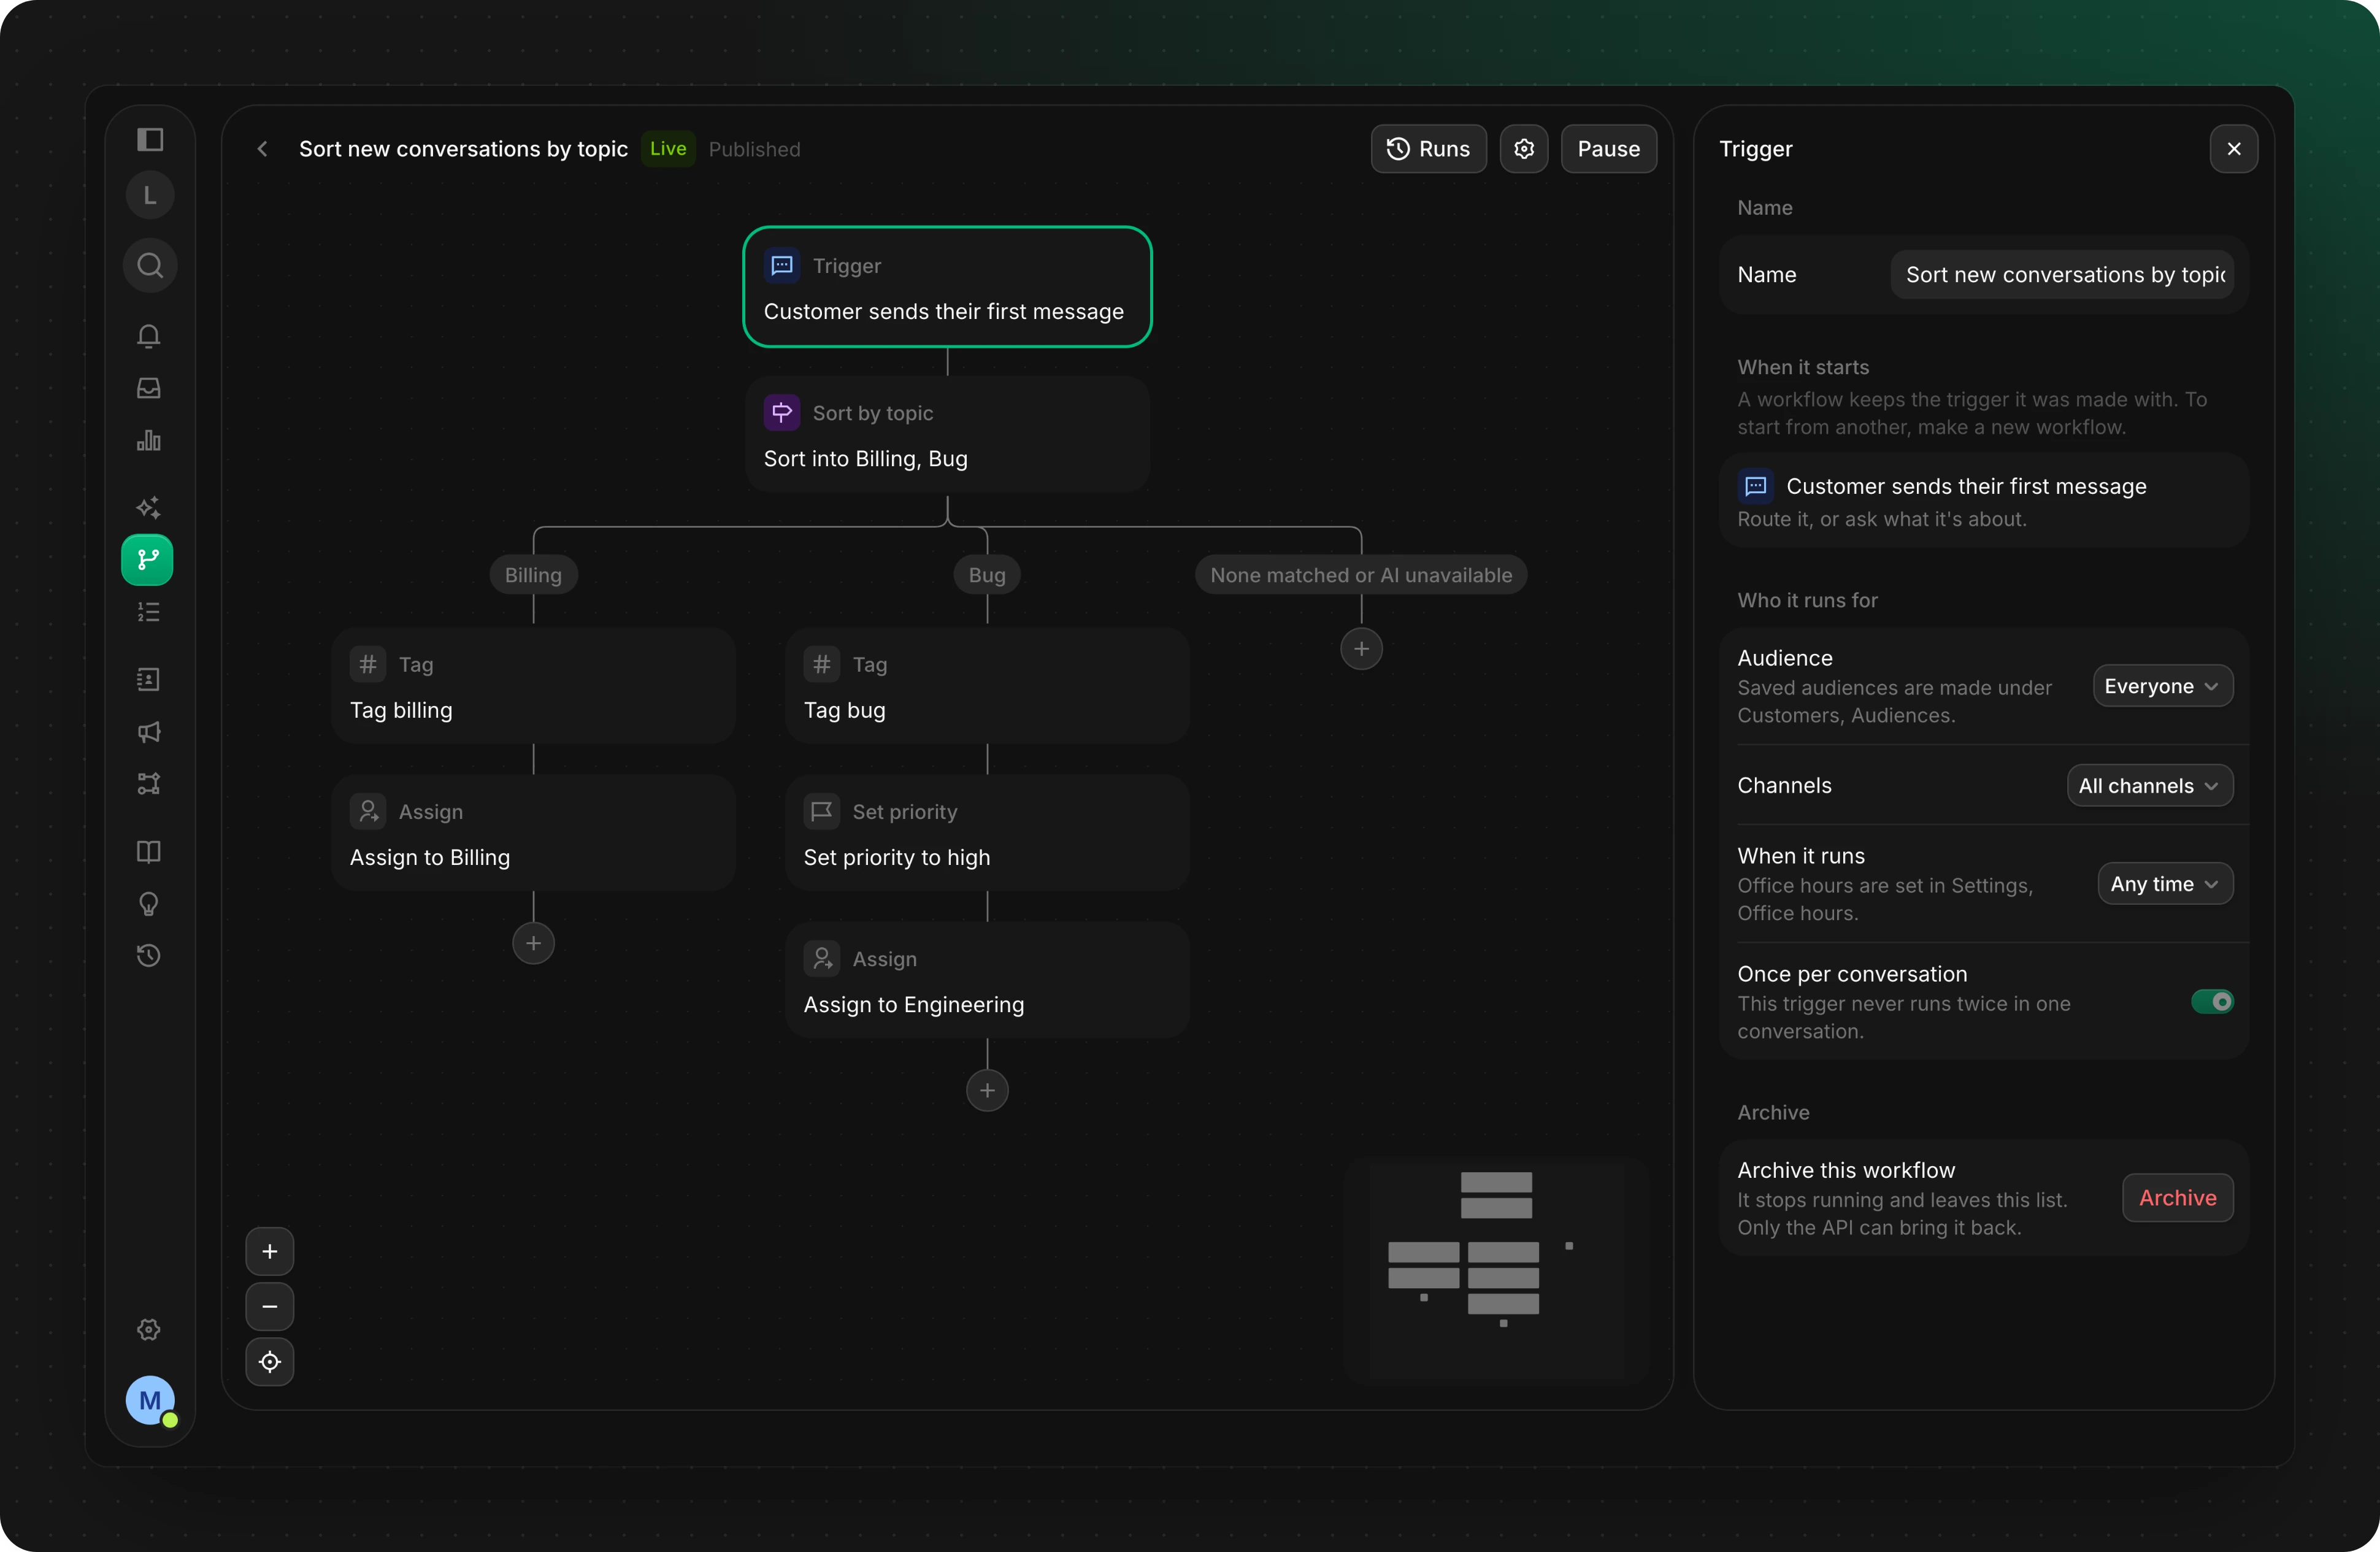 L
Sort new conversations by topic Live Published
Runs Pause
Trigger
Customer sends their first message
Sort by topic
Sort into Billing, Bug
Billing
Bug
None matched or AI unavailable
Tag
Tag billing
Tag
Tag bug
Assign
Assign to Billing
Set priority
Set priority to high
Assign
Assign to Engineering
M
Trigger
Name
Name
Sort new conversations by topic
When it starts
A workflow keeps the trigger it was made with. To
start from another, make a new workflow.
Customer sends their first message
Route it, or ask what it's about.
Who it runs for
Audience
Saved audiences are made under
Customers, Audiences.
Everyone
Channels
All channels
When it runs
Office hours are set in Settings,
Office hours.
Any time
Once per conversation
This trigger never runs twice in one
conversation.
Archive
Archive this workflow
It stops running and leaves this list.
Only the API can bring it back.
Archive